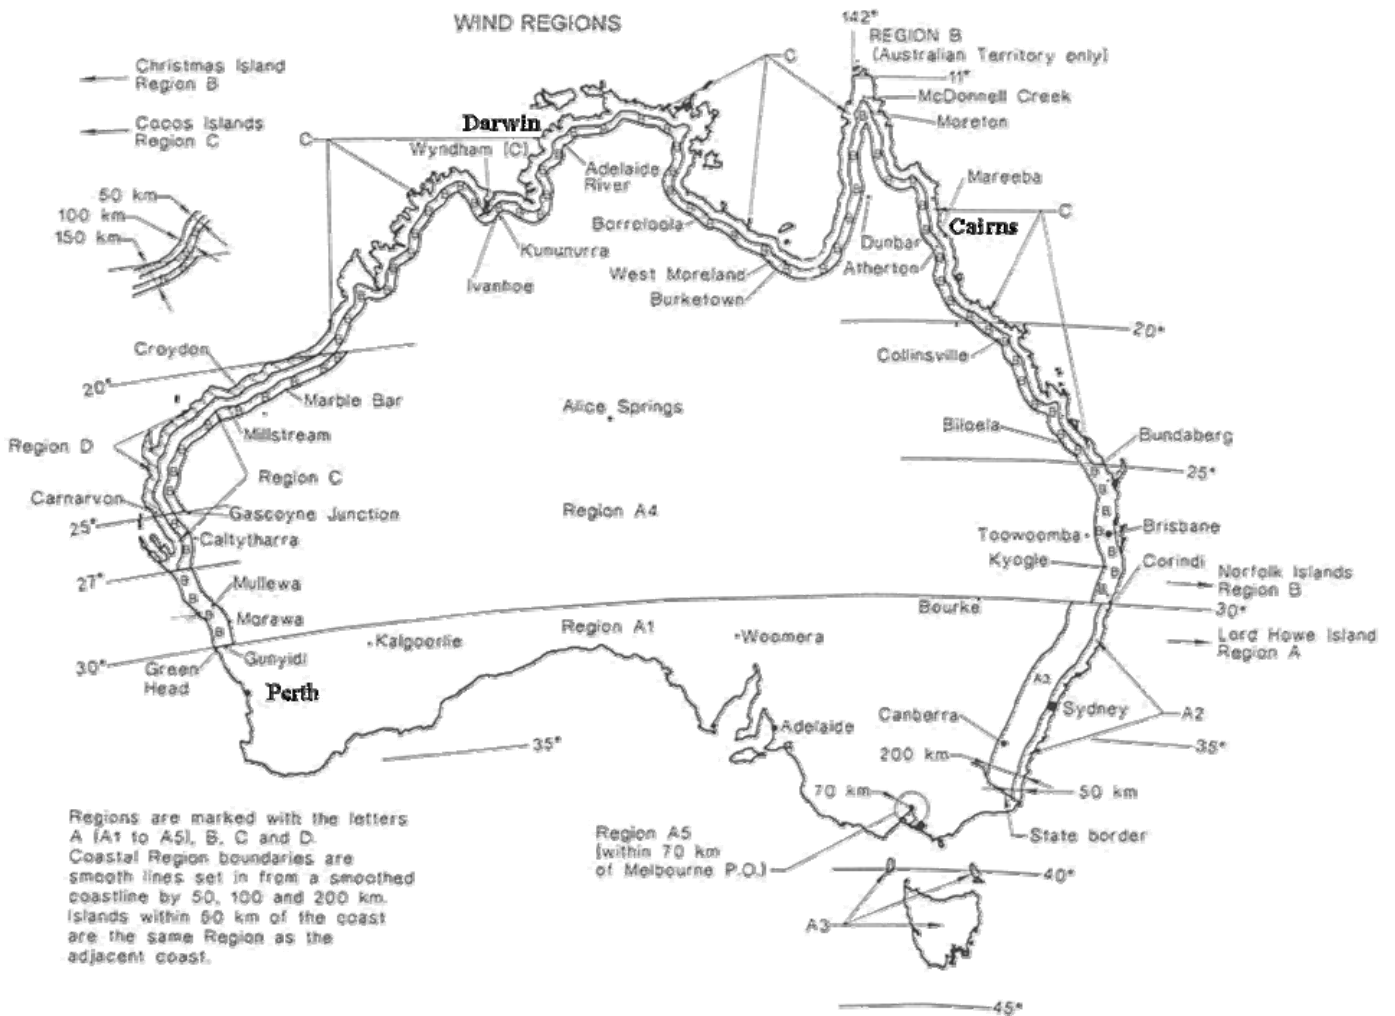 WIND REGIONS
142°
REGION B
(Australian Territory only)
11°
McDonnell Creek
Moreton
Christmas Island
Region B
Cocos Islands
Region C
C
C
Darwin
Wyndham (C)
Adelaide
River
Mareeba
C
Cairns
50 km
100 km
150 km
Borroloola
Kununurra
Dunbar
Atherton
West Moreland
Burketown
Ivanhoe
20°
Collinsville
Croydon
20°
Marble Bar
Alice Springs
Millstream
Biloela
Bundaberg
Region D
Region C
25°
Carnarvon
Gascoyne Junction
Region A4
25°
Caltytharra
Toowoomba
Brisbane
Kyogle
Corindi
27°
Mullewa
Norfolk Islands
Region B
Morawa
Bourke
30°
Region A1
Kalgoorlie
Woomera
Lord Howe Island
Region A
30°
Gunyidi
Green
Head
Perth
A3
Sydney
A2
Canberra
Adelaide
35°
35°
200 km
70 km
50 km
Regions are marked with the letters
A (A1 to A5), B, C and D.
Coastal Region boundaries are
smooth lines set in from a smoothed
coastline by 50, 100 and 200 km.
Islands within 50 km of the coast
are the same Region as the
adjacent coast.
Region A5
(within 70 km
of Melbourne P.O.)
State border
40°
A3
45°